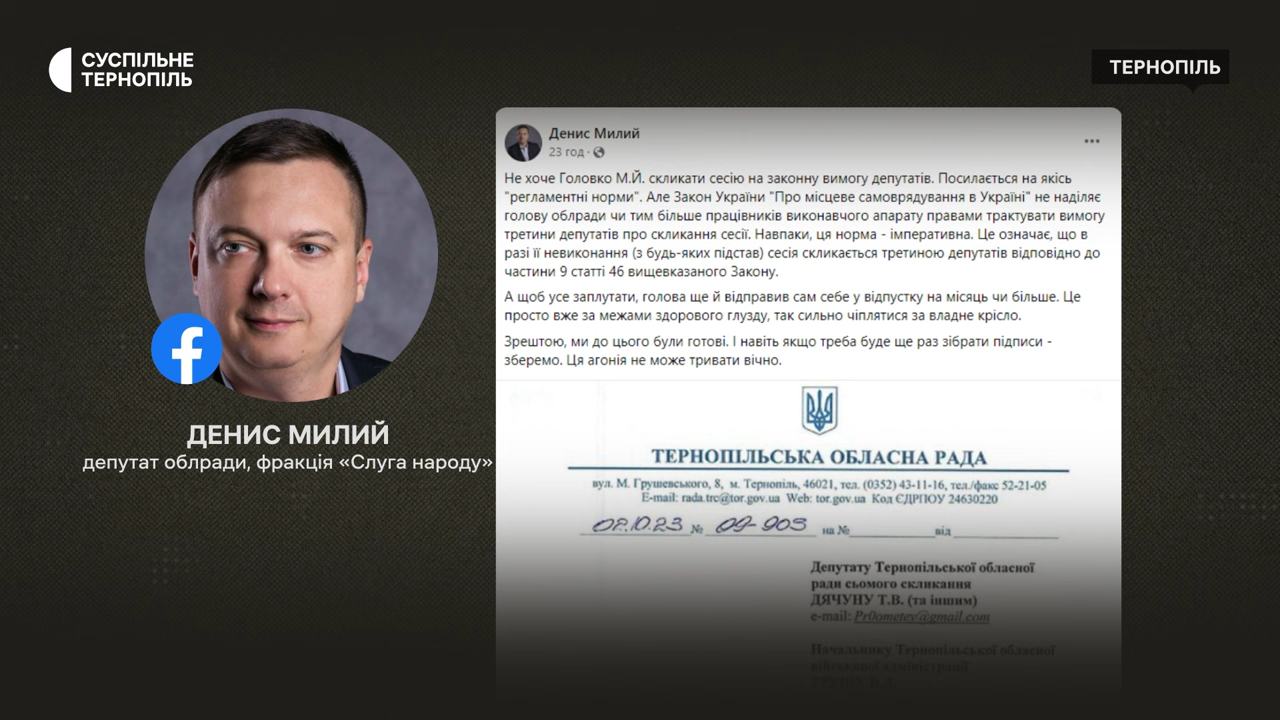 СУСПІЛЬНЕ
ТЕРНОПІЛЬ
ТЕРНОПІЛЬ
ДЕНИС МИЛИЙ
депутат облради, фракція «Слуга народу»
Денис Милий
23 год ·
Не хоче Головко М.Й. скликати сесію на законну вимогу депутатів. Посилається на якісь
"регламентні норми". Але Закон України "Про місцеве самоврядування в Україні" не наділяє
голову облради чи тим більше працівників виконавчого апарату правами трактувати вимогу
третини депутатів про скликання сесії. Навпаки, ця норма - імперативна. Це означає, що в
разі її невиконання (з будь-яких підстав) сесія скликається третиною депутатів відповідно до
частини 9 статті 46 вищевказаного Закону.
А щоб усе заплутати, голова ще й відправив сам себе у відпустку на місяць чи більше. Це
просто вже за межами здорового глузду, так сильно чіплятися за владне крісло.
Зрештою, ми до цього були готові. І навіть якщо треба буде ще раз зібрати підписи -
зберемо. Ця агонія не може тривати вічно.
ТЕРНОПІЛЬСЬКА ОБЛАСНА РАДА
вул. М. Грушевського, 8, м. Тернопіль, 46021, тел. (0352) 43-11-16, тел./факс 52-21-05
E-mail: rada.trc@tor.gov.ua Web: tor.gov.ua Код ЄДРПОУ 24630220
02.10.23 № 09-903 на № від
Депутату Тернопільської обласної
ради сьомого скликання
ДЯЧУНУ Т.В. (та іншим)
e-mail: Pr0ometey@gmail.com
Начальнику Тернопільської обласної
військової адміністрації